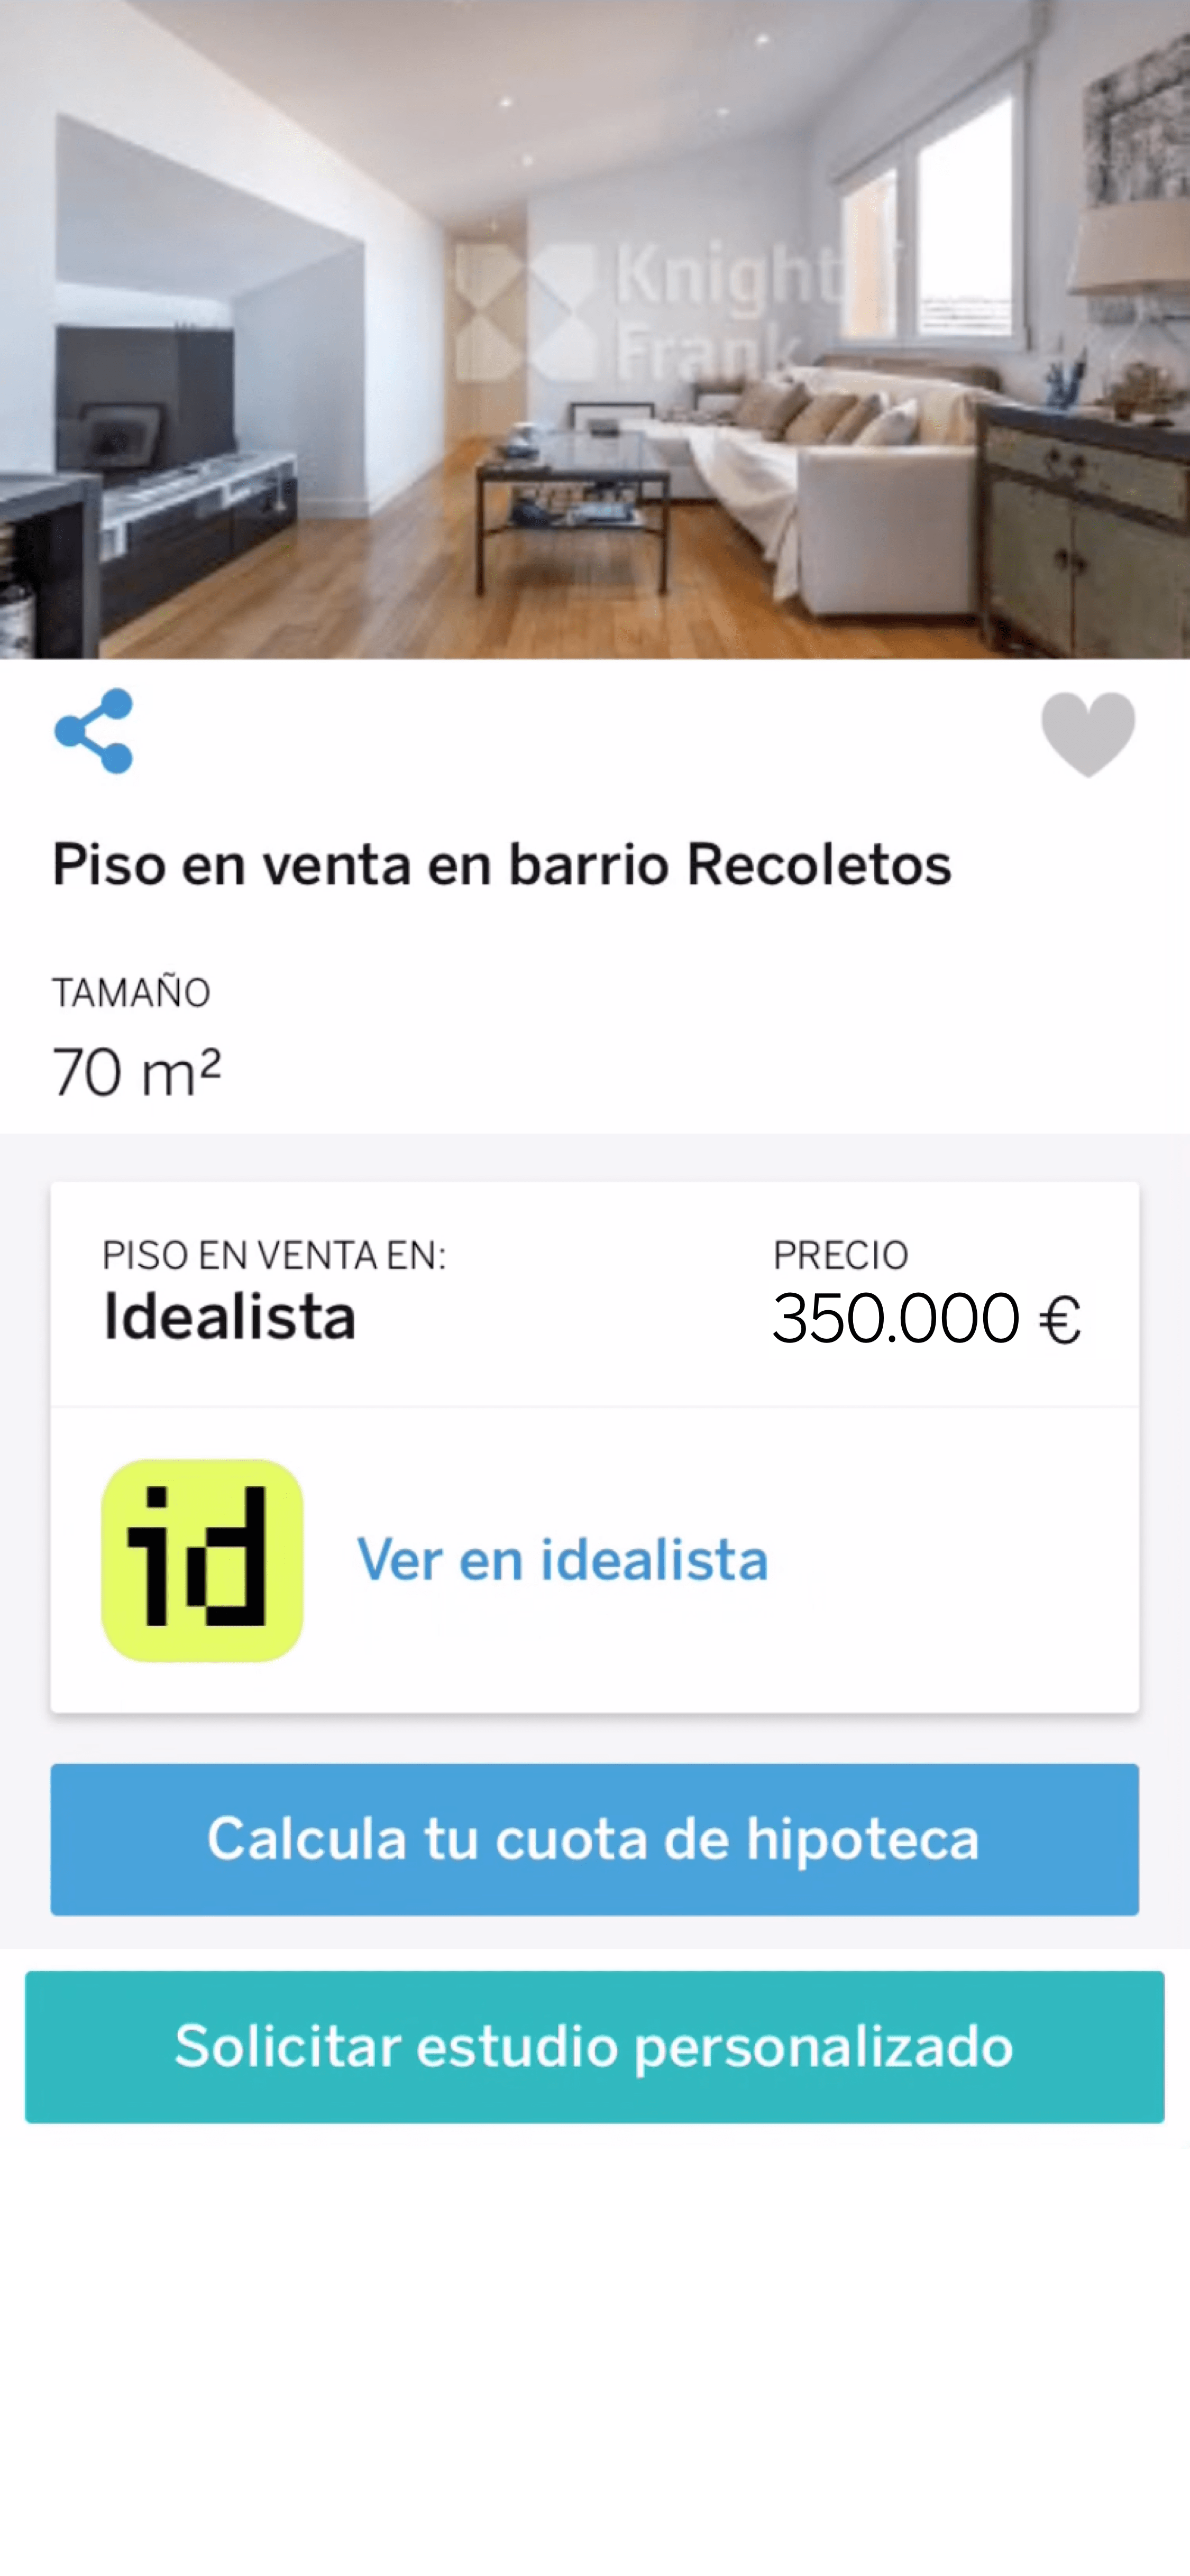 Knight
Frank
Piso en venta en barrio Recoletos
TAMAÑO
70 m²
PISO EN VENTA EN:
Idealista
PRECIO
350.000 €
id
Ver en idealista
Calcula tu cuota de hipoteca
Solicitar estudio personalizado